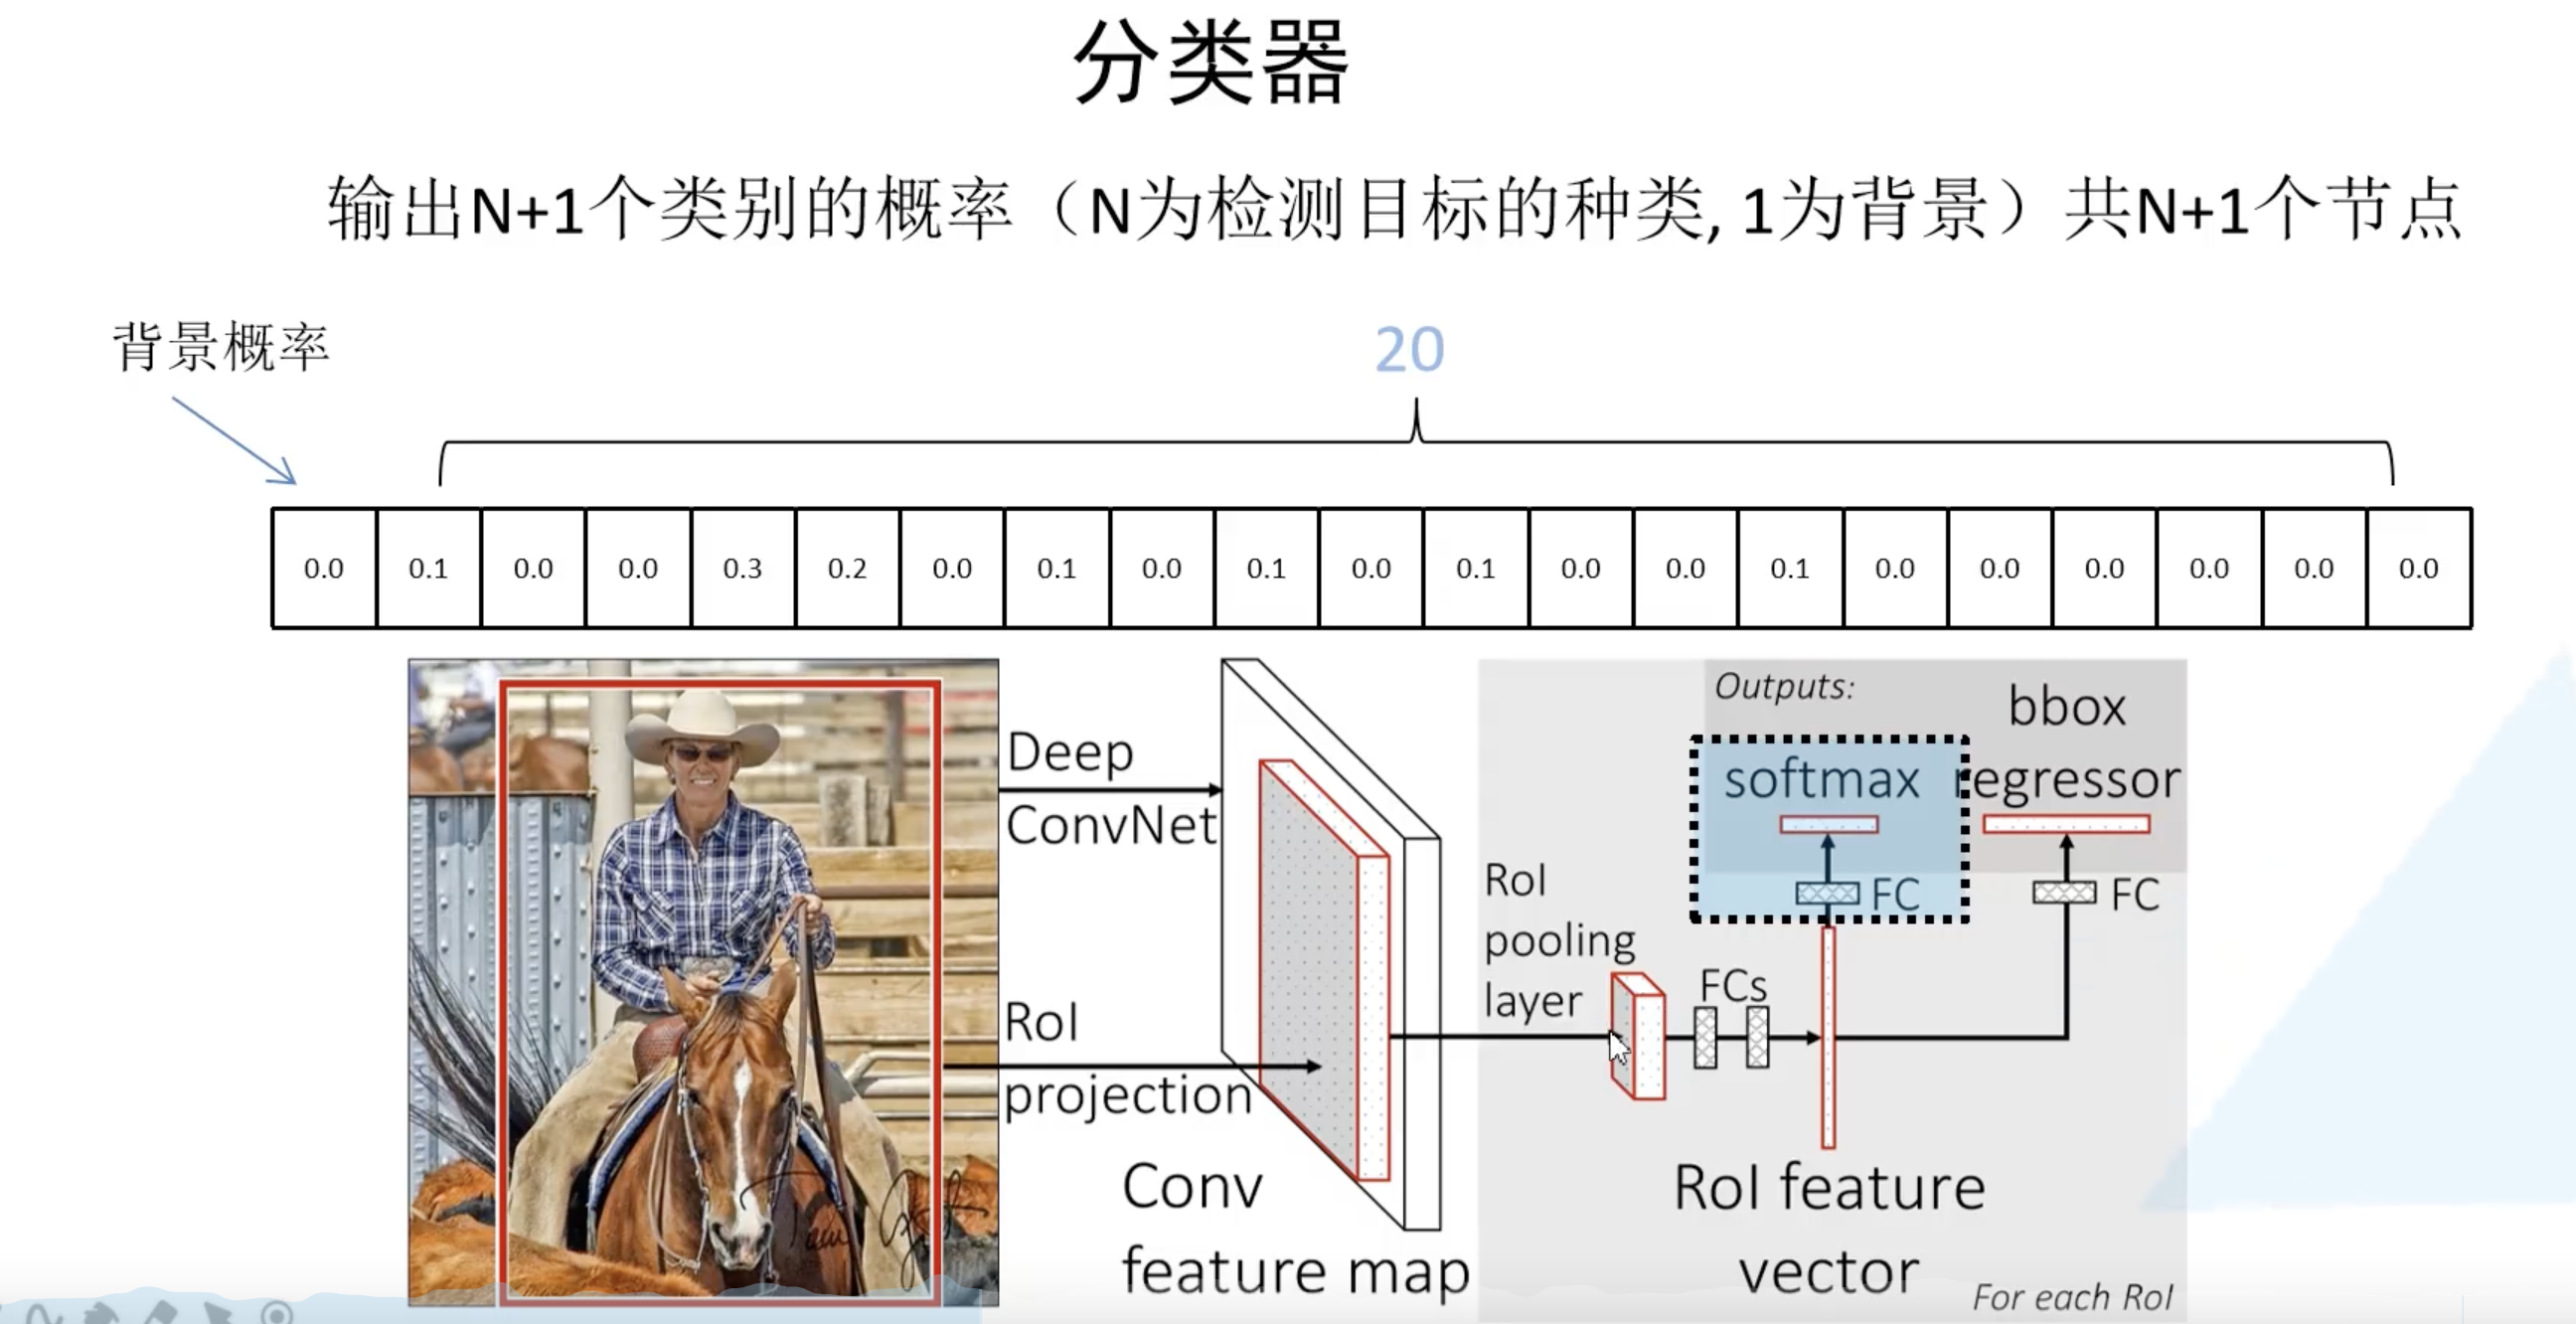 分类器
输出N+1个类别的概率（N为检测目标的种类, 1为背景）共N+1个节点
背景概率
20
0.0 0.1 0.0 0.0 0.3 0.2 0.0 0.1 0.0 0.1 0.0 0.1 0.0 0.0 0.1 0.0 0.0 0.0 0.0 0.0 0.0
Deep
ConvNet
RoI
projection
Conv
feature map
RoI
pooling
layer
FCs
Outputs:
softmax
FC
bbox
regressor
FC
RoI feature
vector
For each RoI